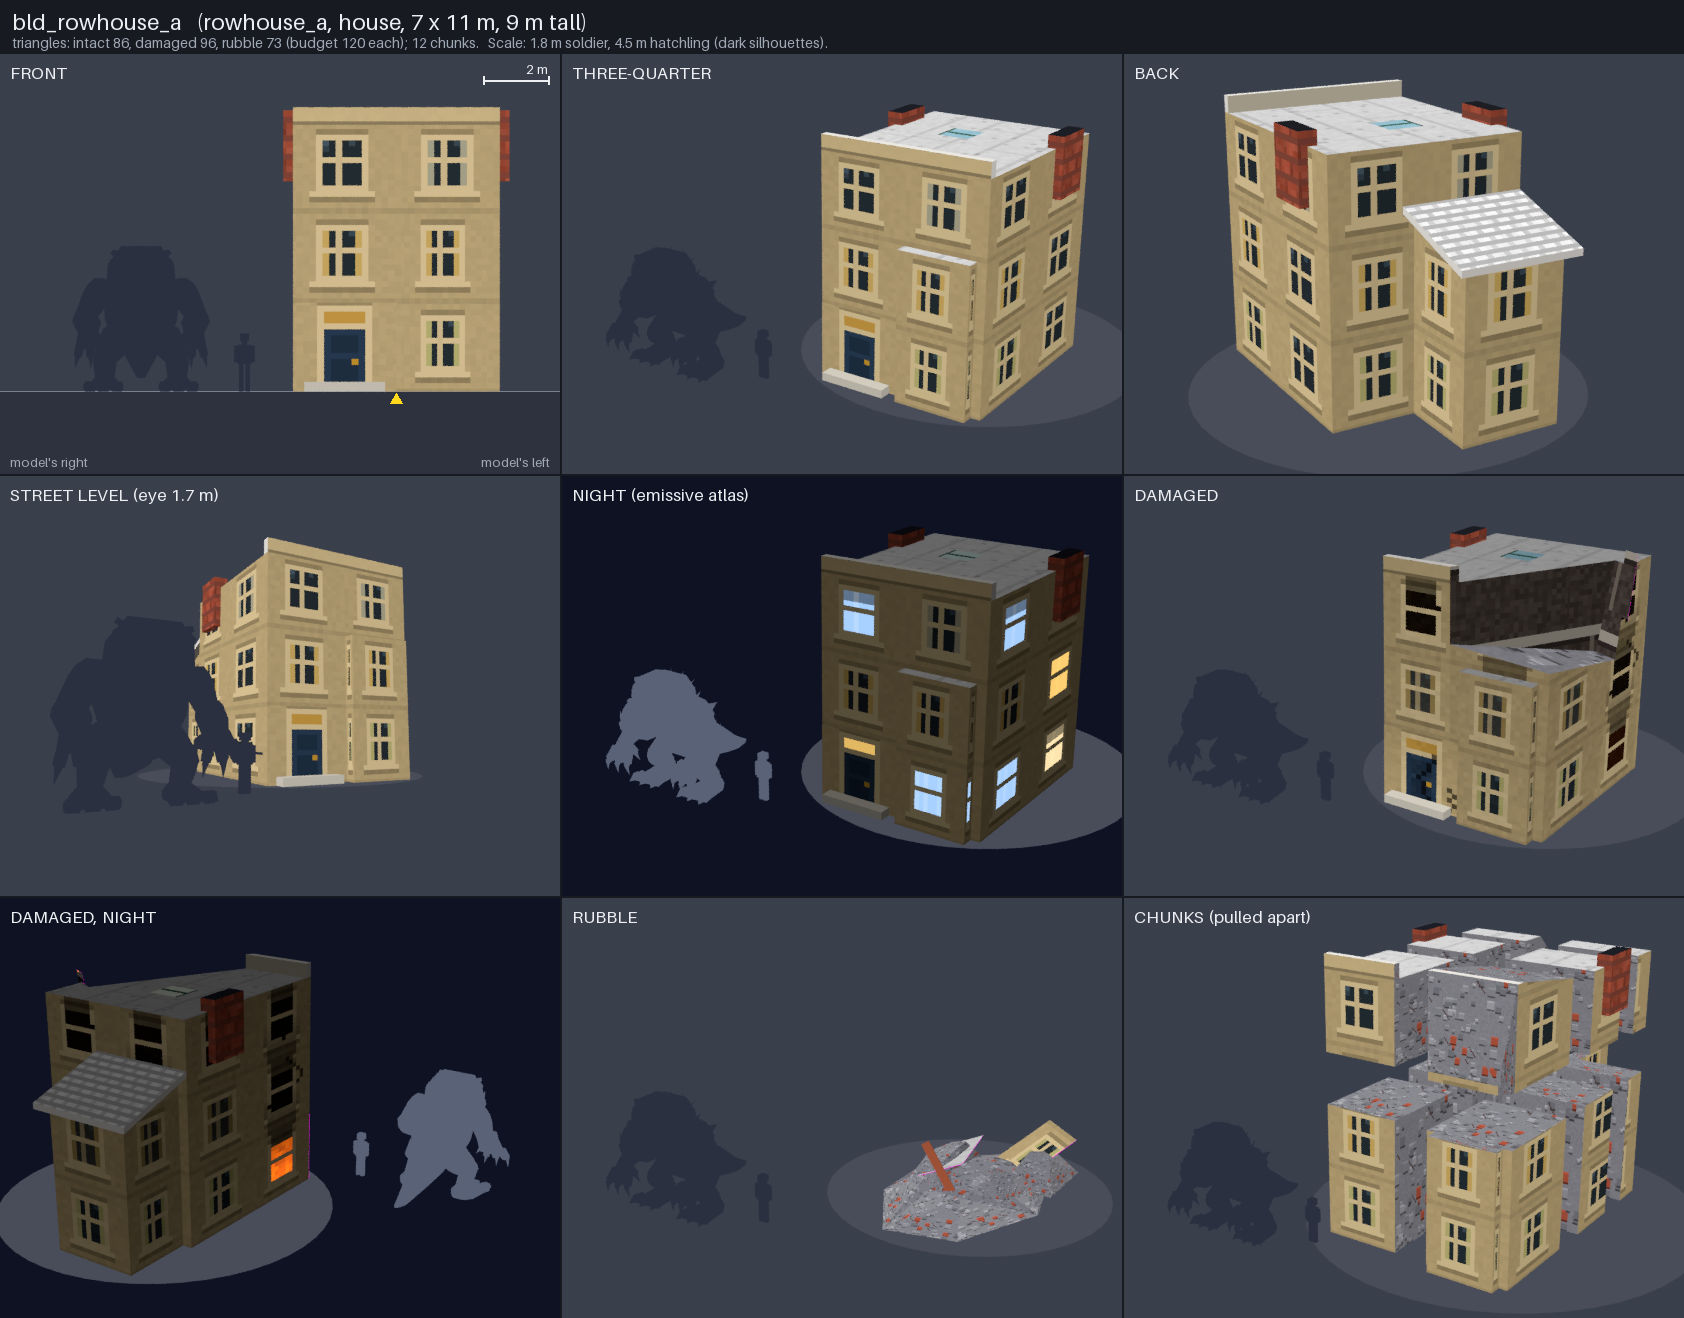 bld_rowhouse_a (rowhouse_a, house, 7 x 11 m, 9 m tall)
triangles: intact 86, damaged 96, rubble 73 (budget 120 each); 12 chunks. Scale: 1.8 m soldier, 4.5 m hatchling (dark silhouettes).
FRONT
2 m
model's right
model's left
THREE-QUARTER
BACK
STREET LEVEL (eye 1.7 m)
NIGHT (emissive atlas)
DAMAGED
DAMAGED, NIGHT
RUBBLE
CHUNKS (pulled apart)